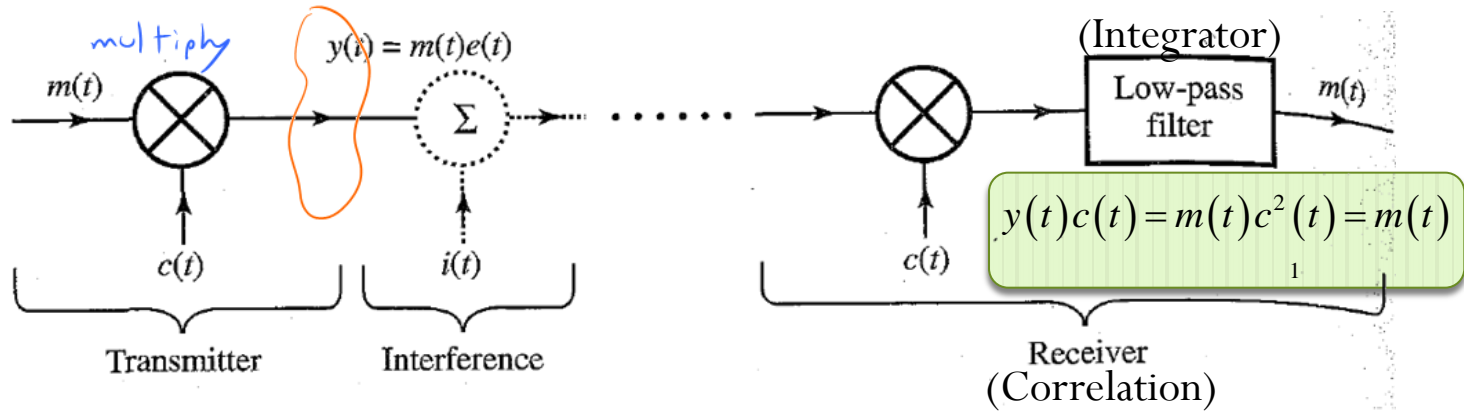 multiply
y(t) = m(t)e(t)
(Integrator)
m(t)
Σ
Low-pass
filter
m(t)
y(t)c(t) = m(t)c²(t) = m(t)
1
c(t)
i(t)
c(t)
Transmitter
Interference
Receiver
(Correlation)